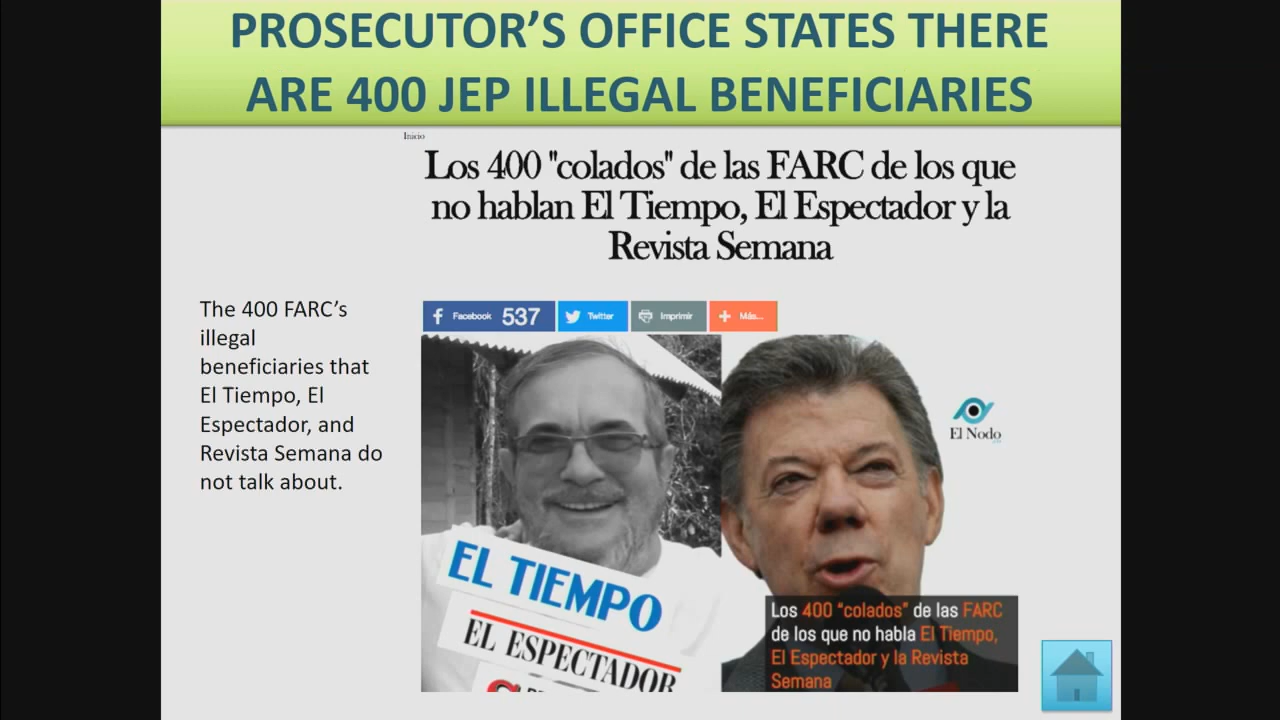 PROSECUTOR'S OFFICE STATES THERE
ARE 400 JEP ILLEGAL BENEFICIARIES
Inicio
Los 400 "colados" de las FARC de los que
no hablan El Tiempo, El Espectador y la
Revista Semana
The 400 FARC's
illegal
beneficiaries that
El Tiempo, El
Espectador, and
Revista Semana do
not talk about.
Facebook 537 Twitter Imprimir Más...
El Nodo
EL TIEMPO
EL ESPECTADOR
Los 400 "colados" de las FARC
de los que no habla El Tiempo,
El Espectador y la Revista
Semana